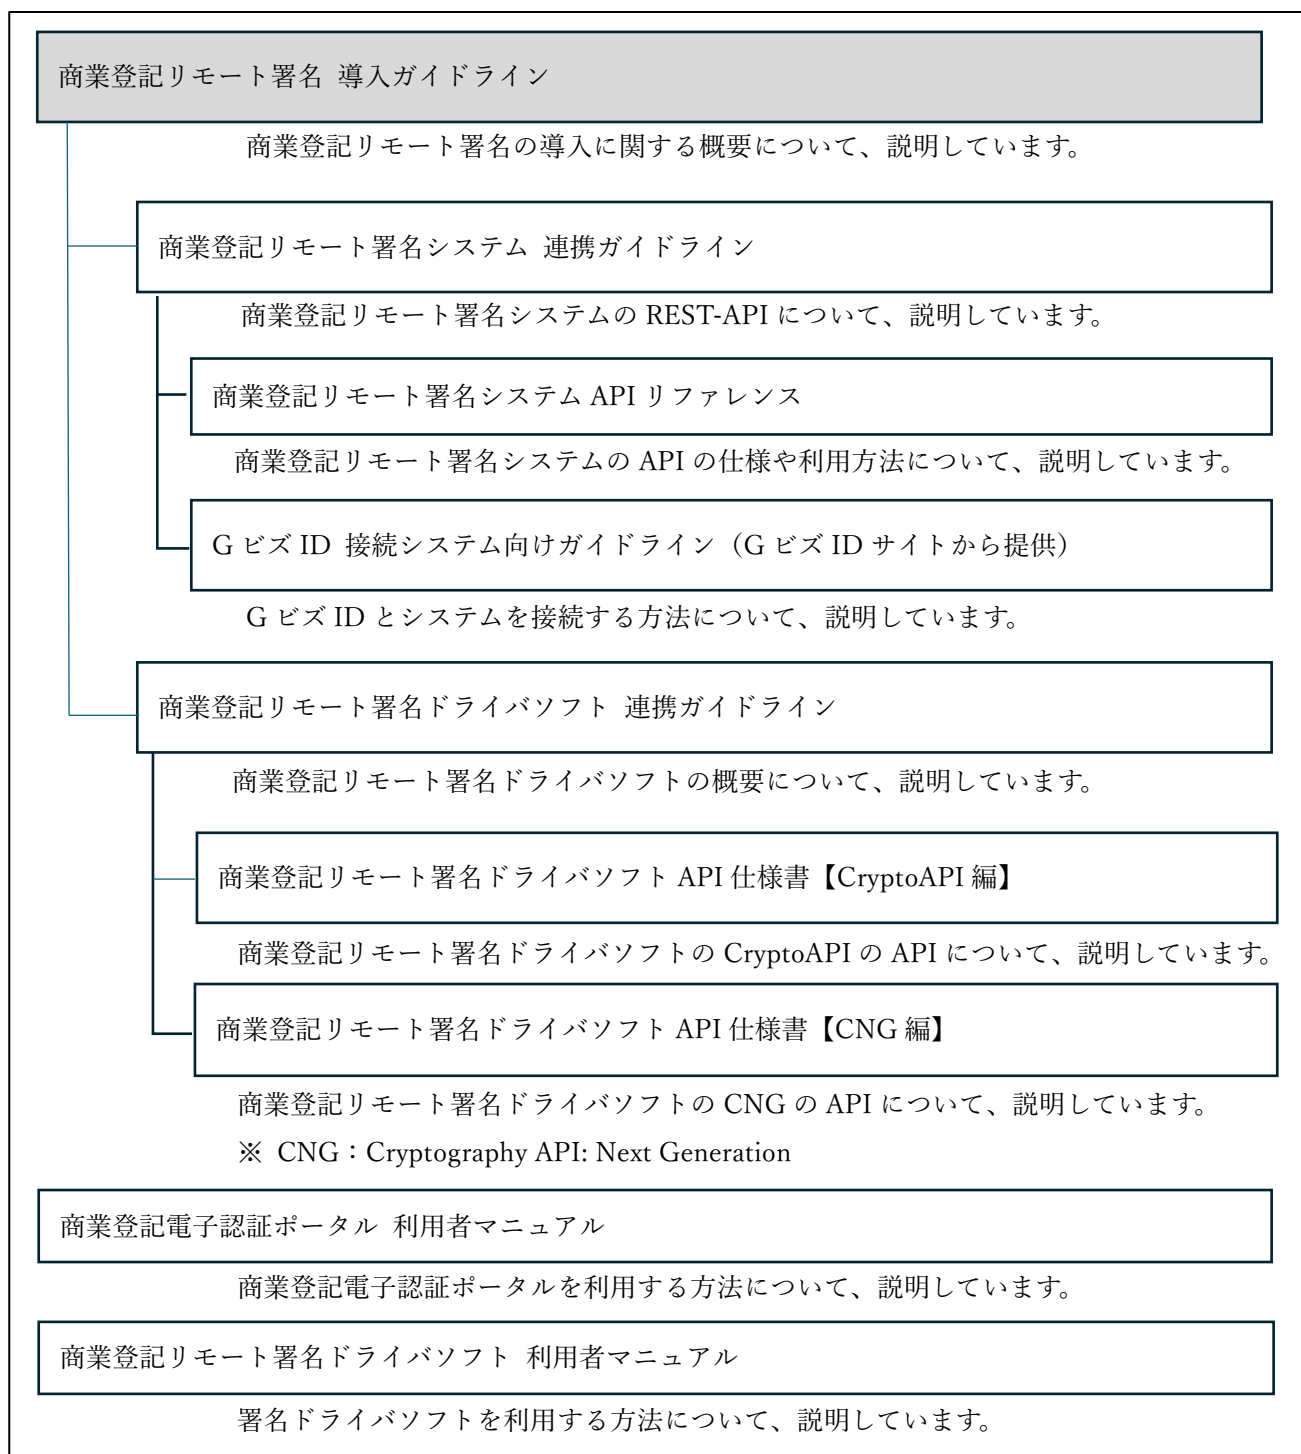 商業登記リモート署名 導入ガイドライン
商業登記リモート署名の導入に関する概要について、説明しています。
商業登記リモート署名システム 連携ガイドライン
商業登記リモート署名システムの REST-API について、説明しています。
商業登記リモート署名システム API リファレンス
商業登記リモート署名システムの API の仕様や利用方法について、説明しています。
G ビズ ID 接続システム向けガイドライン（G ビズ ID サイトから提供）
G ビズ ID とシステムを接続する方法について、説明しています。
商業登記リモート署名ドライバソフト 連携ガイドライン
商業登記リモート署名ドライバソフトの概要について、説明しています。
商業登記リモート署名ドライバソフト API 仕様書【CryptoAPI 編】
商業登記リモート署名ドライバソフトの CryptoAPI の API について、説明しています。
商業登記リモート署名ドライバソフト API 仕様書【CNG 編】
商業登記リモート署名ドライバソフトの CNG の API について、説明しています。
※ CNG：Cryptography API: Next Generation
商業登記電子認証ポータル 利用者マニュアル
商業登記電子認証ポータルを利用する方法について、説明しています。
商業登記リモート署名ドライバソフト 利用者マニュアル
署名ドライバソフトを利用する方法について、説明しています。